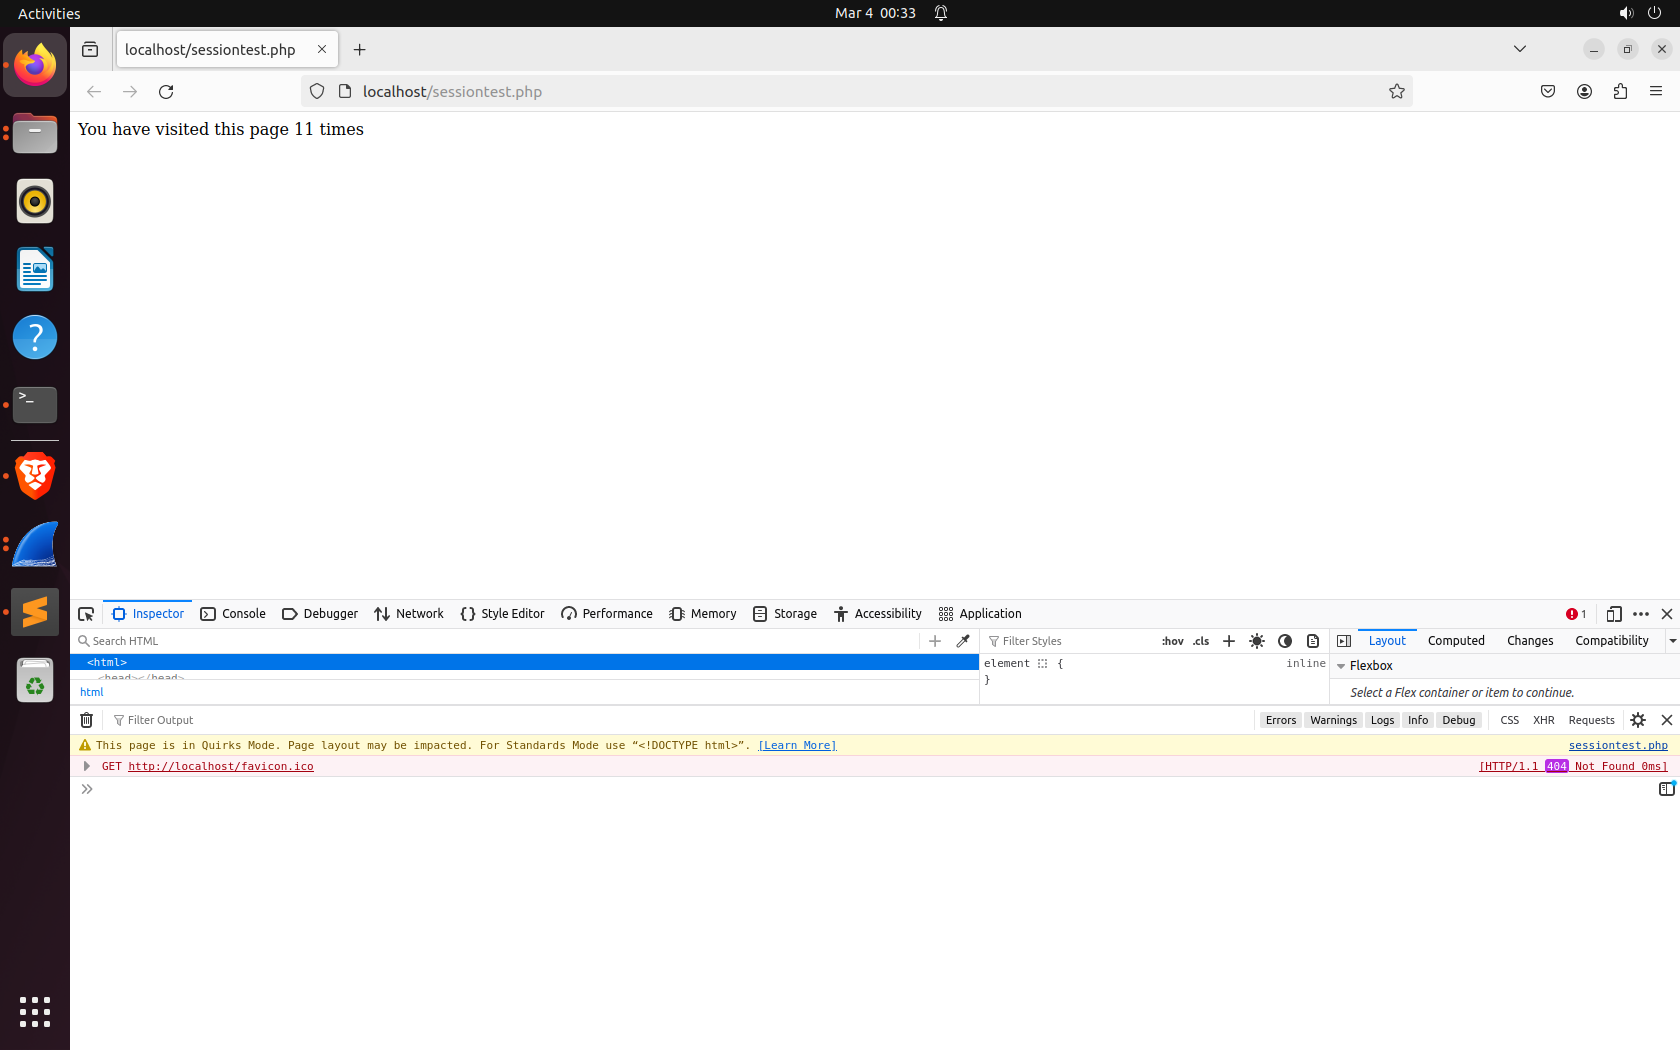 Activities
Mar 4 00:33
localhost/sessiontest.php
localhost/sessiontest.php
You have visited this page 11 times
Inspector Console Debugger Network Style Editor Performance Memory Storage Accessibility Application 1
Search HTML
Filter Styles :hov .cls
Layout Computed Changes Compatibility
<html>
<head></head>
html
element { inline
}
Flexbox
Select a Flex container or item to continue.
Filter Output Errors Warnings Logs Info Debug CSS XHR Requests
This page is in Quirks Mode. Page layout may be impacted. For Standards Mode use “<!DOCTYPE html>”. [Learn More] sessiontest.php
GET http://localhost/favicon.ico [HTTP/1.1 404 Not Found 0ms]